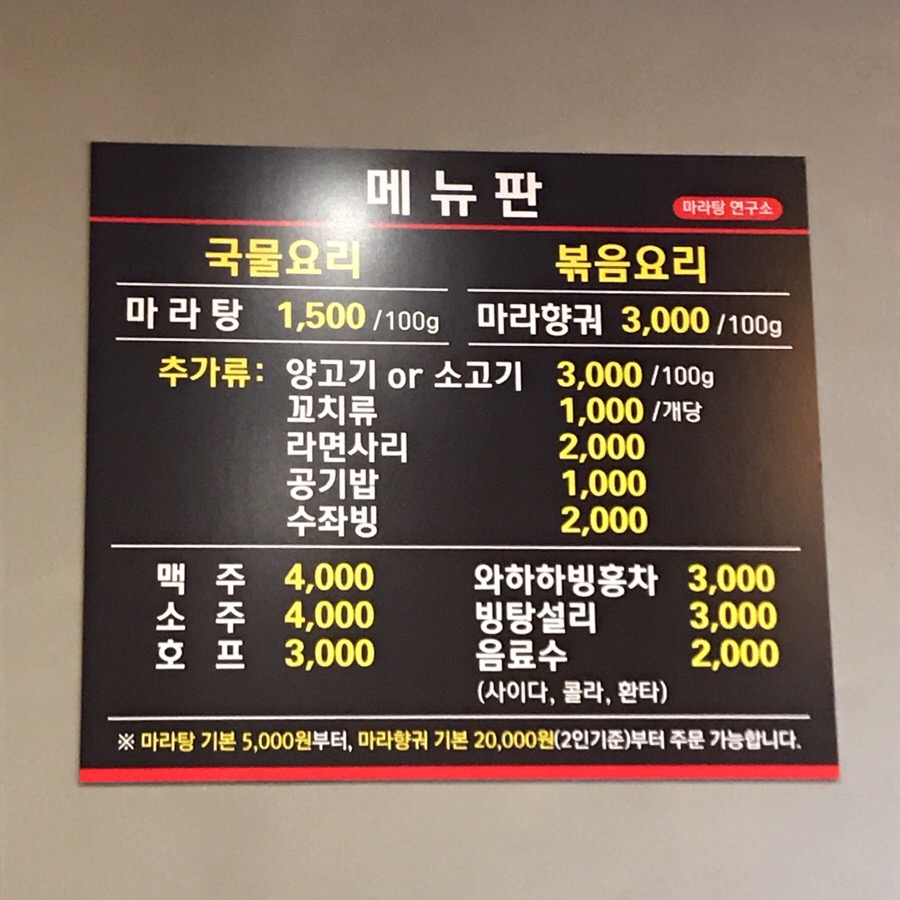 메뉴판
마라탕 연구소
국물요리
마라탕 1,500 /100g
볶음요리
마라향궈 3,000 /100g
추가류: 양고기 or 소고기 3,000 /100g
꼬치류 1,000 /개당
라면사리 2,000
공기밥 1,000
수좌빙 2,000
맥주 4,000
소주 4,000
호프 3,000
와하하빙홍차 3,000
빙탕설리 3,000
음료수 2,000
(사이다, 콜라, 환타)
※ 마라탕 기본 5,000원부터, 마라향궈 기본 20,000원(2인기준)부터 주문 가능합니다.